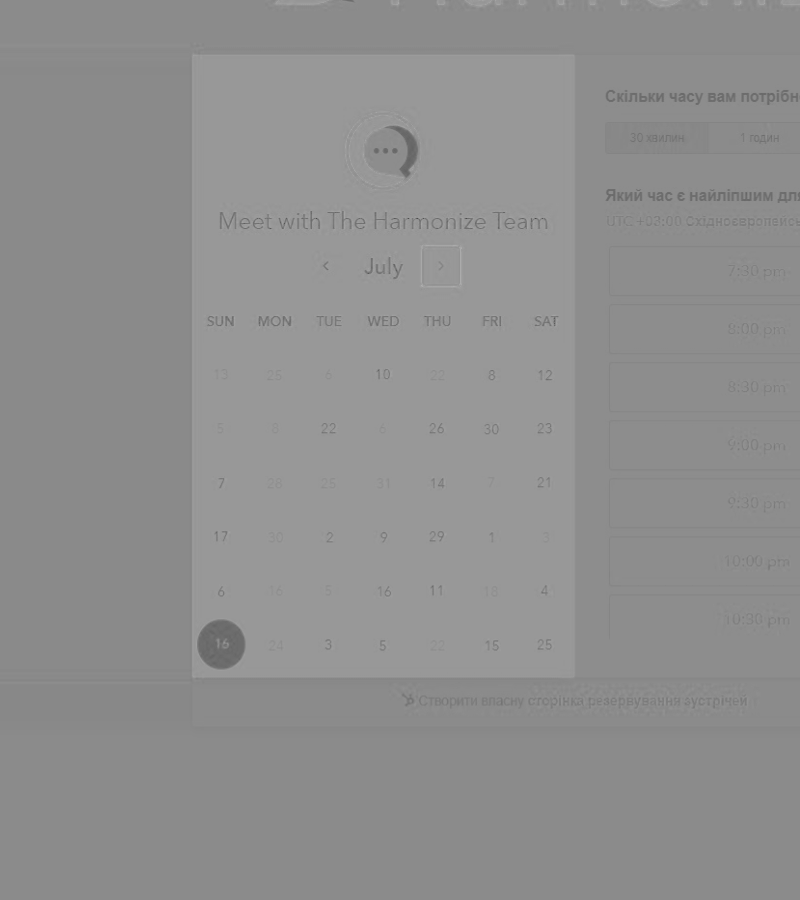 Meet with The Harmonize Team
July
SUN MON TUE WED THU FRI SAT
13 25 6 10 22 8 12
5 8 22 6 26 30 23
7 28 25 31 14 7 21
17 30 2 9 29 1 3
6 16 5 16 11 18 4
16 24 3 5 22 15 25
Скільки часу вам потрібн
30 хвилин 1 годин
Який час є найліпшим для
UTC +03:00 Східноєвропейсь
7:30 pm
8:00 pm
8:30 pm
9:00 pm
9:30 pm
10:00 pm
10:30 pm
Створити власну сторінка резервування зустрічей